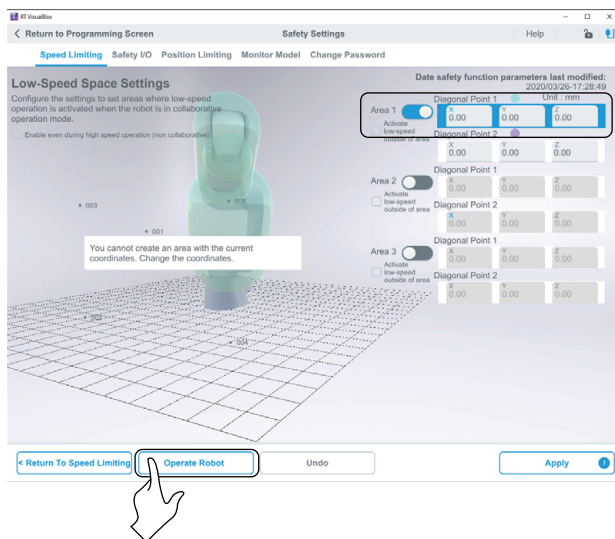 RT VisualBox
Return to Programming Screen
Safety Settings
Help
Speed Limiting
Safety I/O
Position Limiting
Monitor Model
Change Password
Low-Speed Space Settings
Configure the settings to set areas where low-speed
operation is activated when the robot is in collaborative
operation mode.
Enable even during high speed operation (non collaborative)
Date safety function parameters last modified:
2020/03/26-17:28:49
Diagonal Point 1
Unit : mm
Area 1
X
0.00
Y
0.00
Z
0.00
Activate
low-speed
outside of area
Diagonal Point 2
X
0.00
Y
0.00
Z
0.00
Diagonal Point 1
Area 2
X
0.00
Y
0.00
Z
0.00
Activate
low-speed
outside of area
Diagonal Point 2
X
0.00
Y
0.00
Z
0.00
Diagonal Point 1
Area 3
X
0.00
Y
0.00
Z
0.00
Activate
low-speed
outside of area
Diagonal Point 2
X
0.00
Y
0.00
Z
0.00
003
005
001
You cannot create an area with the current
coordinates. Change the coordinates.
002
004
< Return To Speed Limiting
Operate Robot
Undo
Apply
!